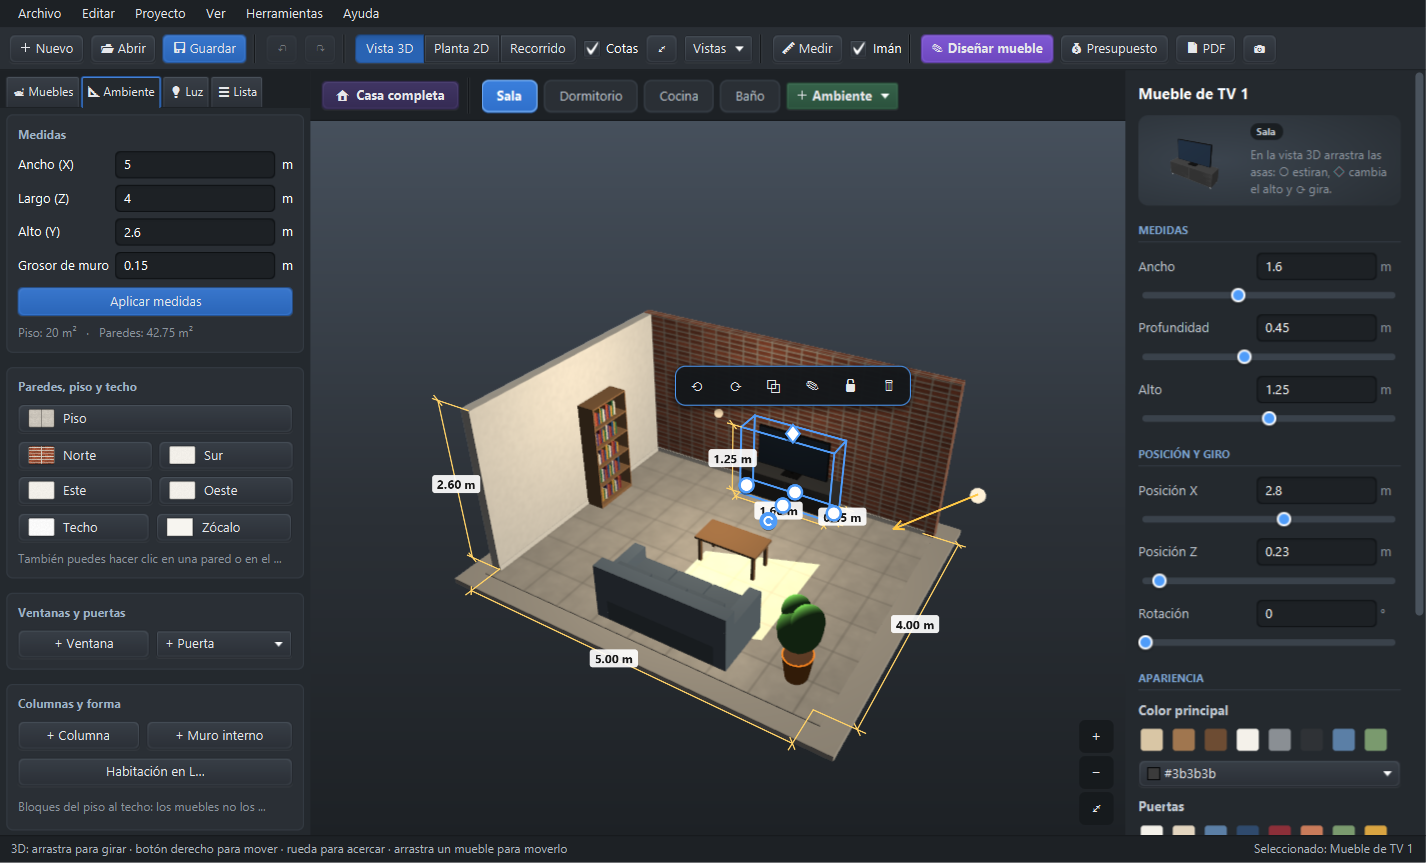 Archivo Editar Proyecto Ver Herramientas Ayuda
+ Nuevo Abrir Guardar Vista 3D Planta 2D Recorrido Cotas Vistas Medir Imán Diseñar mueble Presupuesto PDF
Muebles Ambiente Luz Lista
Casa completa Sala Dormitorio Cocina Baño + Ambiente
Medidas
Ancho (X) 5 m
Largo (Z) 4 m
Alto (Y) 2.6 m
Grosor de muro 0.15 m
Aplicar medidas
Piso: 20 m² · Paredes: 42.75 m²
Paredes, piso y techo
Piso
Norte Sur
Este Oeste
Techo Zócalo
También puedes hacer clic en una pared o en el ...
Ventanas y puertas
+ Ventana + Puerta
Columnas y forma
+ Columna + Muro interno
Habitación en L...
Bloques del piso al techo: los muebles no los ...
1.25 m
2.60 m
4.00 m
5.00 m
+
−
Mueble de TV 1
Sala
En la vista 3D arrastra las
asas: ○ estiran, ◇ cambia
el alto y ⟳ gira.
MEDIDAS
Ancho 1.6 m
Profundidad 0.45 m
Alto 1.25 m
POSICIÓN Y GIRO
Posición X 2.8 m
Posición Z 0.23 m
Rotación 0 °
APARIENCIA
Color principal
#3b3b3b
Puertas
3D: arrastra para girar · botón derecho para mover · rueda para acercar · arrastra un mueble para moverlo
Seleccionado: Mueble de TV 1